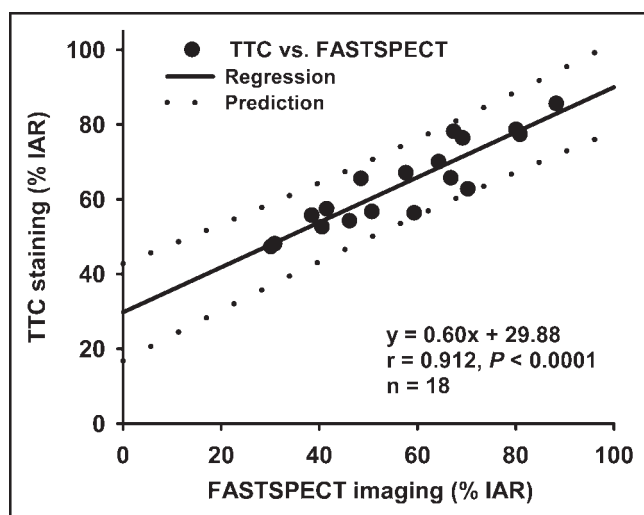 TTC vs. FASTSPECT
Regression
Prediction
TTC staining (% IAR)
100
80
60
40
20
0
y = 0.60x + 29.88
r = 0.912, P < 0.0001
n = 18
0 20 40 60 80 100
FASTSPECT imaging (% IAR)